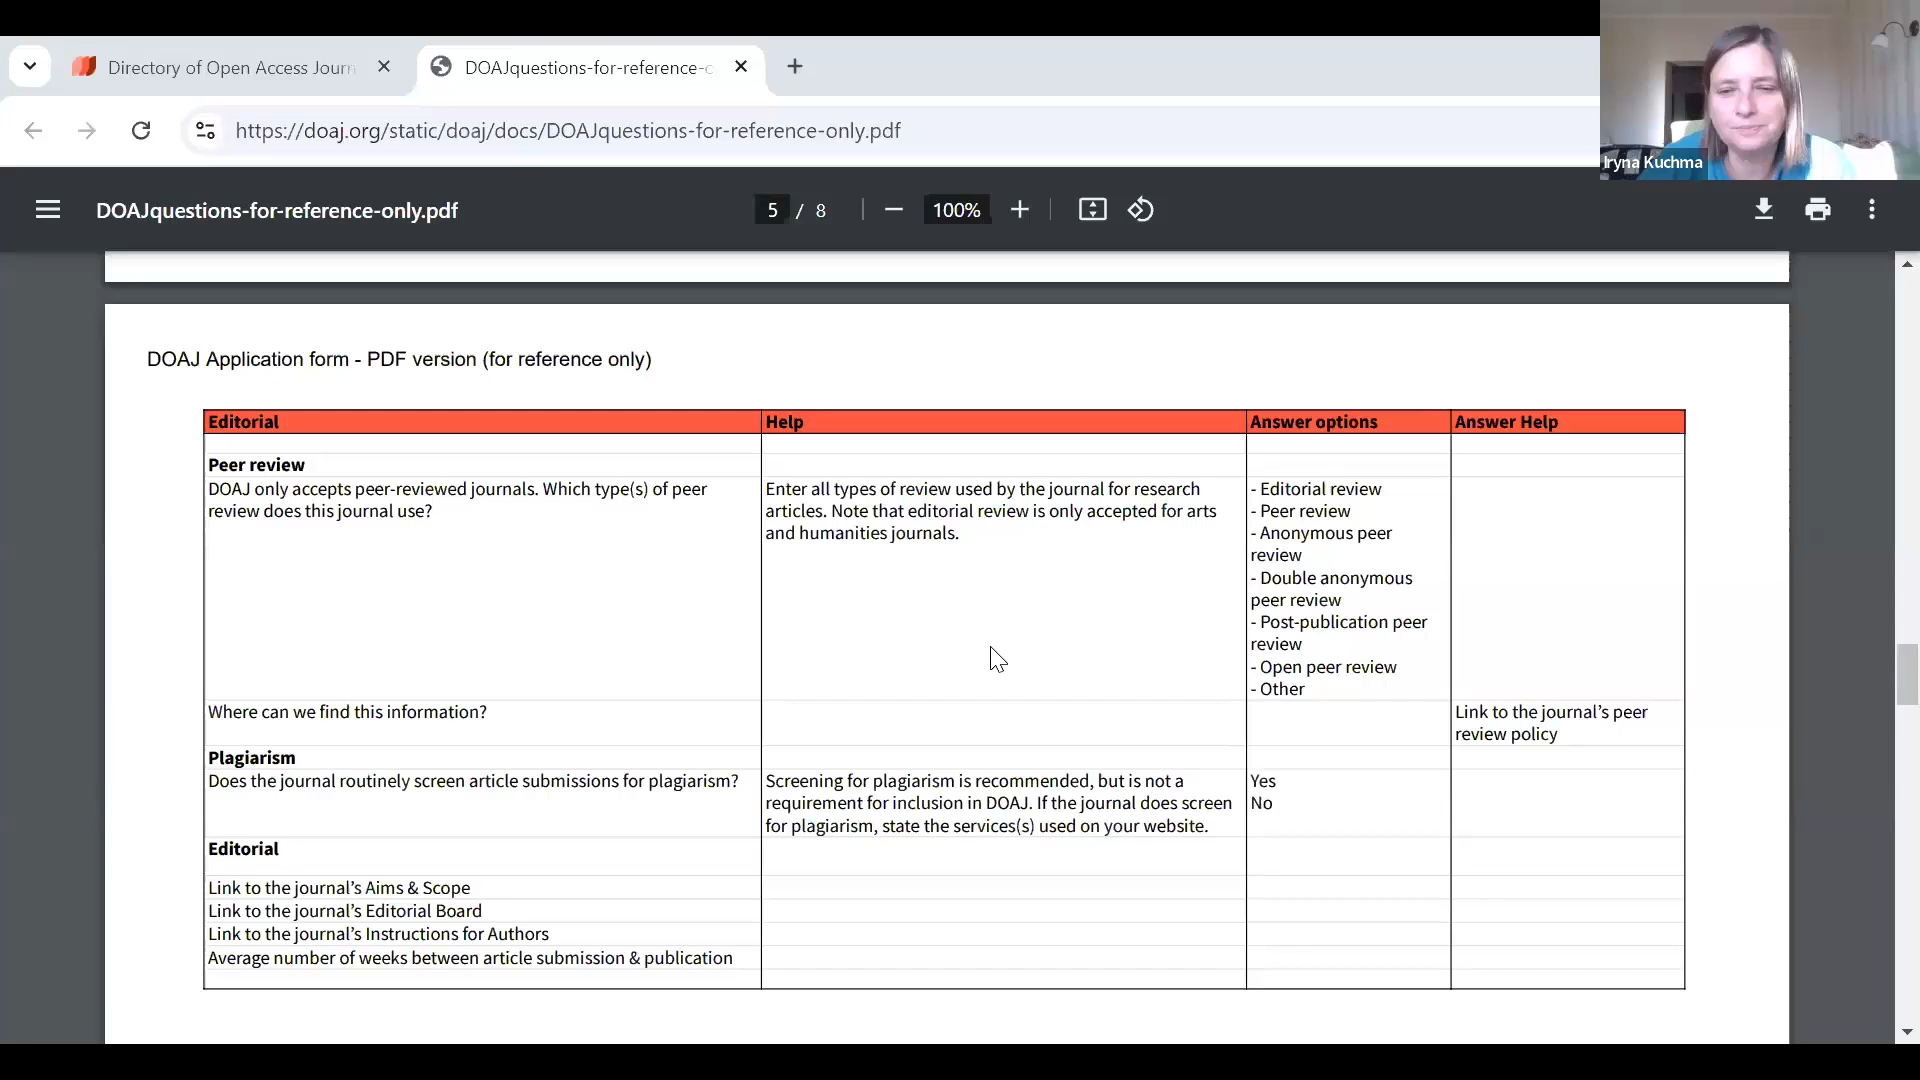 Directory of Open Access Journ
DOAJquestions-for-reference-o
https://doaj.org/static/doaj/docs/DOAJquestions-for-reference-only.pdf
Iryna Kuchma
DOAJquestions-for-reference-only.pdf
5 / 8
100%
DOAJ Application form - PDF version (for reference only)
Editorial
Help
Answer options
Answer Help
Peer review
DOAJ only accepts peer-reviewed journals. Which type(s) of peer
review does this journal use?
Enter all types of review used by the journal for research
articles. Note that editorial review is only accepted for arts
and humanities journals.
- Editorial review
- Peer review
- Anonymous peer
review
- Double anonymous
peer review
- Post-publication peer
review
- Open peer review
- Other
Where can we find this information?
Link to the journal’s peer
review policy
Plagiarism
Does the journal routinely screen article submissions for plagiarism?
Screening for plagiarism is recommended, but is not a
requirement for inclusion in DOAJ. If the journal does screen
for plagiarism, state the services(s) used on your website.
Yes
No
Editorial
Link to the journal’s Aims & Scope
Link to the journal’s Editorial Board
Link to the journal’s Instructions for Authors
Average number of weeks between article submission & publication